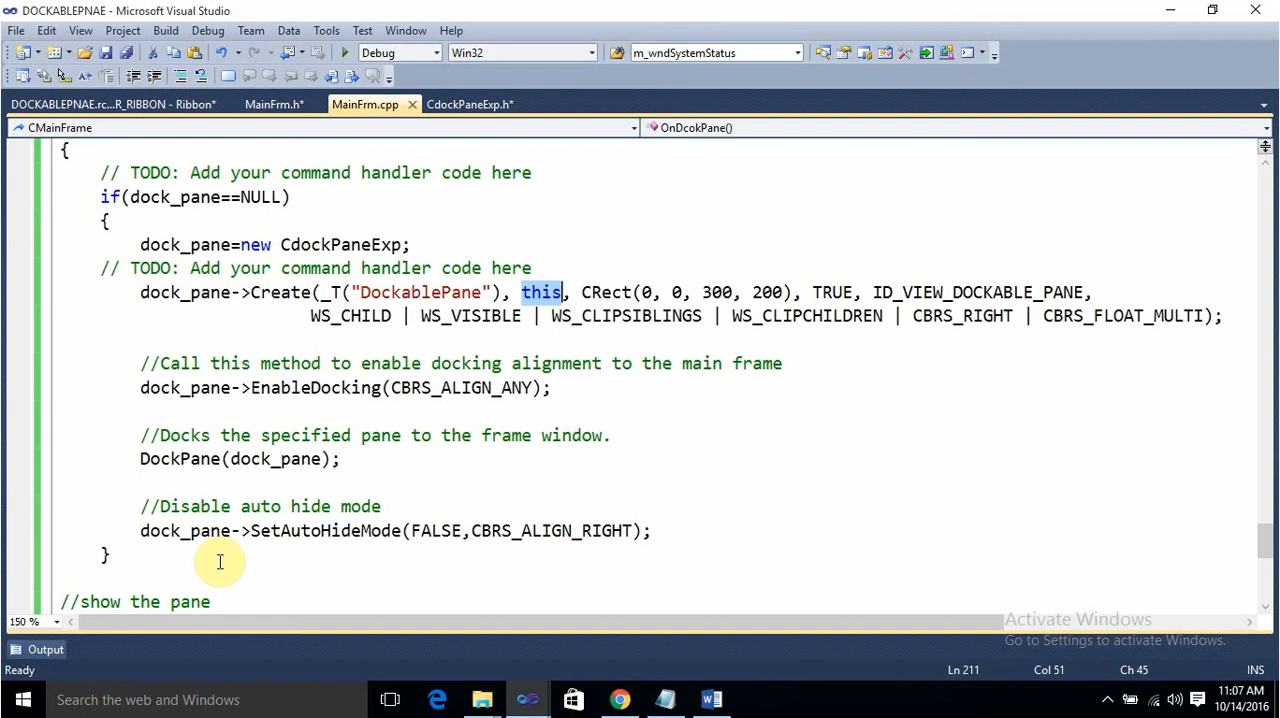 DOCKABLEPNAE - Microsoft Visual Studio
File Edit View Project Build Debug Team Data Tools Test Window Help
Debug Win32 m_wndSystemStatus
DOCKABLEPNAE.rc...R_RIBBON - Ribbon* MainFrm.h* MainFrm.cpp CdockPaneExp.h*
CMainFrame OnDcokPane()
{
// TODO: Add your command handler code here
if(dock_pane==NULL)
{
dock_pane=new CdockPaneExp;
// TODO: Add your command handler code here
dock_pane->Create(_T("DockablePane"), this, CRect(0, 0, 300, 200), TRUE, ID_VIEW_DOCKABLE_PANE,
WS_CHILD | WS_VISIBLE | WS_CLIPSIBLINGS | WS_CLIPCHILDREN | CBRS_RIGHT | CBRS_FLOAT_MULTI);
//Call this method to enable docking alignment to the main frame
dock_pane->EnableDocking(CBRS_ALIGN_ANY);
//Docks the specified pane to the frame window.
DockPane(dock_pane);
//Disable auto hide mode
dock_pane->SetAutoHideMode(FALSE,CBRS_ALIGN_RIGHT);
}
//show the pane
150 %
Activate Windows
Go to Settings to activate Windows.
Output
Ready Ln 211 Col 51 Ch 45 INS
Search the web and Windows
11:07 AM
10/14/2016